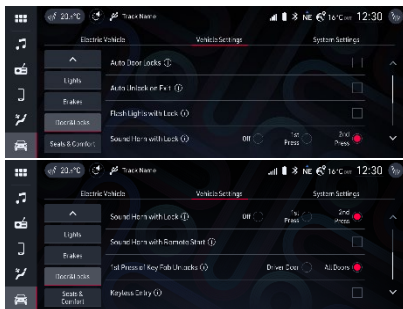 20.5°C Track Name NE 16°C 12:30
Electric Vehicle Vehicle Settings System Settings
Auto Door Locks
Lights
Auto Unlock on Exit
Brakes
Flash Lights with Lock
Door&Locks
Sound Horn with Lock Off 1st Press 2nd Press
Seats & Comfort
Track Name NE 16°C 12:30
Electric Vehicle Vehicle Settings System Settings
Sound Horn with Lock Off 1st Press 2nd Press
Lights
Sound Horn with Remote Start
Brakes
1st Press of Key Fob Unlocks Driver Door All Doors
Door&Locks
Keyless Entry
Seats & Comfort